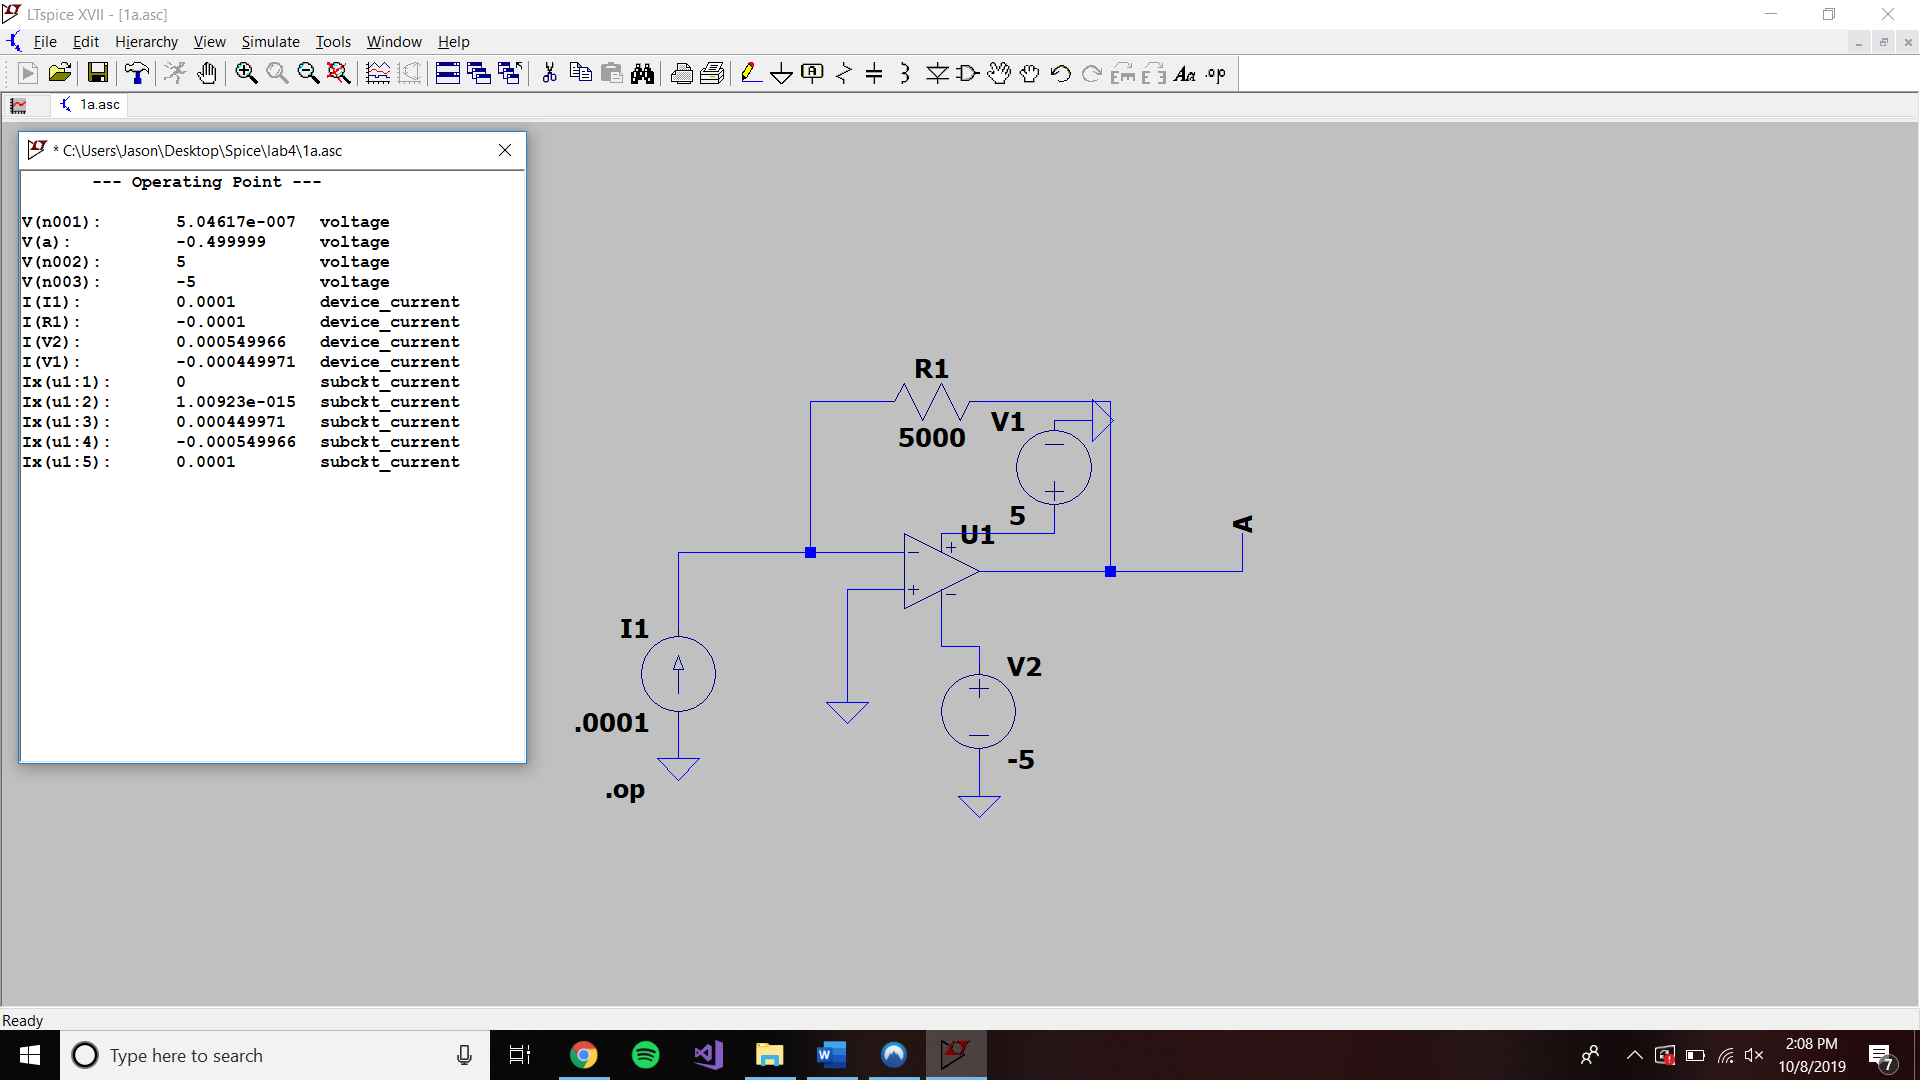 LTspice XVII - [1a.asc]
File Edit Hierarchy View Simulate Tools Window Help
.op
1a.asc
* C:\Users\Jason\Desktop\Spice\lab4\1a.asc
--- Operating Point ---
V(n001): 5.04617e-007 voltage
V(a): -0.499999 voltage
V(n002): 5 voltage
V(n003): -5 voltage
I(I1): 0.0001 device_current
I(R1): -0.0001 device_current
I(V2): 0.000549966 device_current
I(V1): -0.000449971 device_current
Ix(u1:1): 0 subckt_current
Ix(u1:2): 1.00923e-015 subckt_current
Ix(u1:3): 0.000449971 subckt_current
Ix(u1:4): -0.000549966 subckt_current
Ix(u1:5): 0.0001 subckt_current
R1
V1
5000
5
U1
A
I1
V2
.0001
-5
.op
Ready
Type here to search
2:08 PM
10/8/2019
7